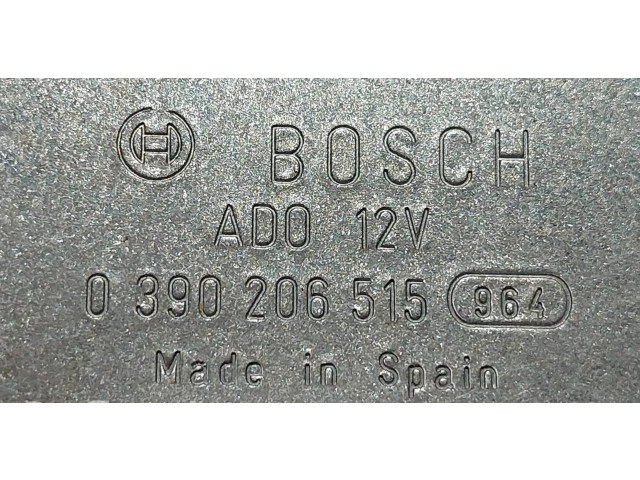 BOSCH
ADO 12V
0 390 206 515 964
Made in Spain